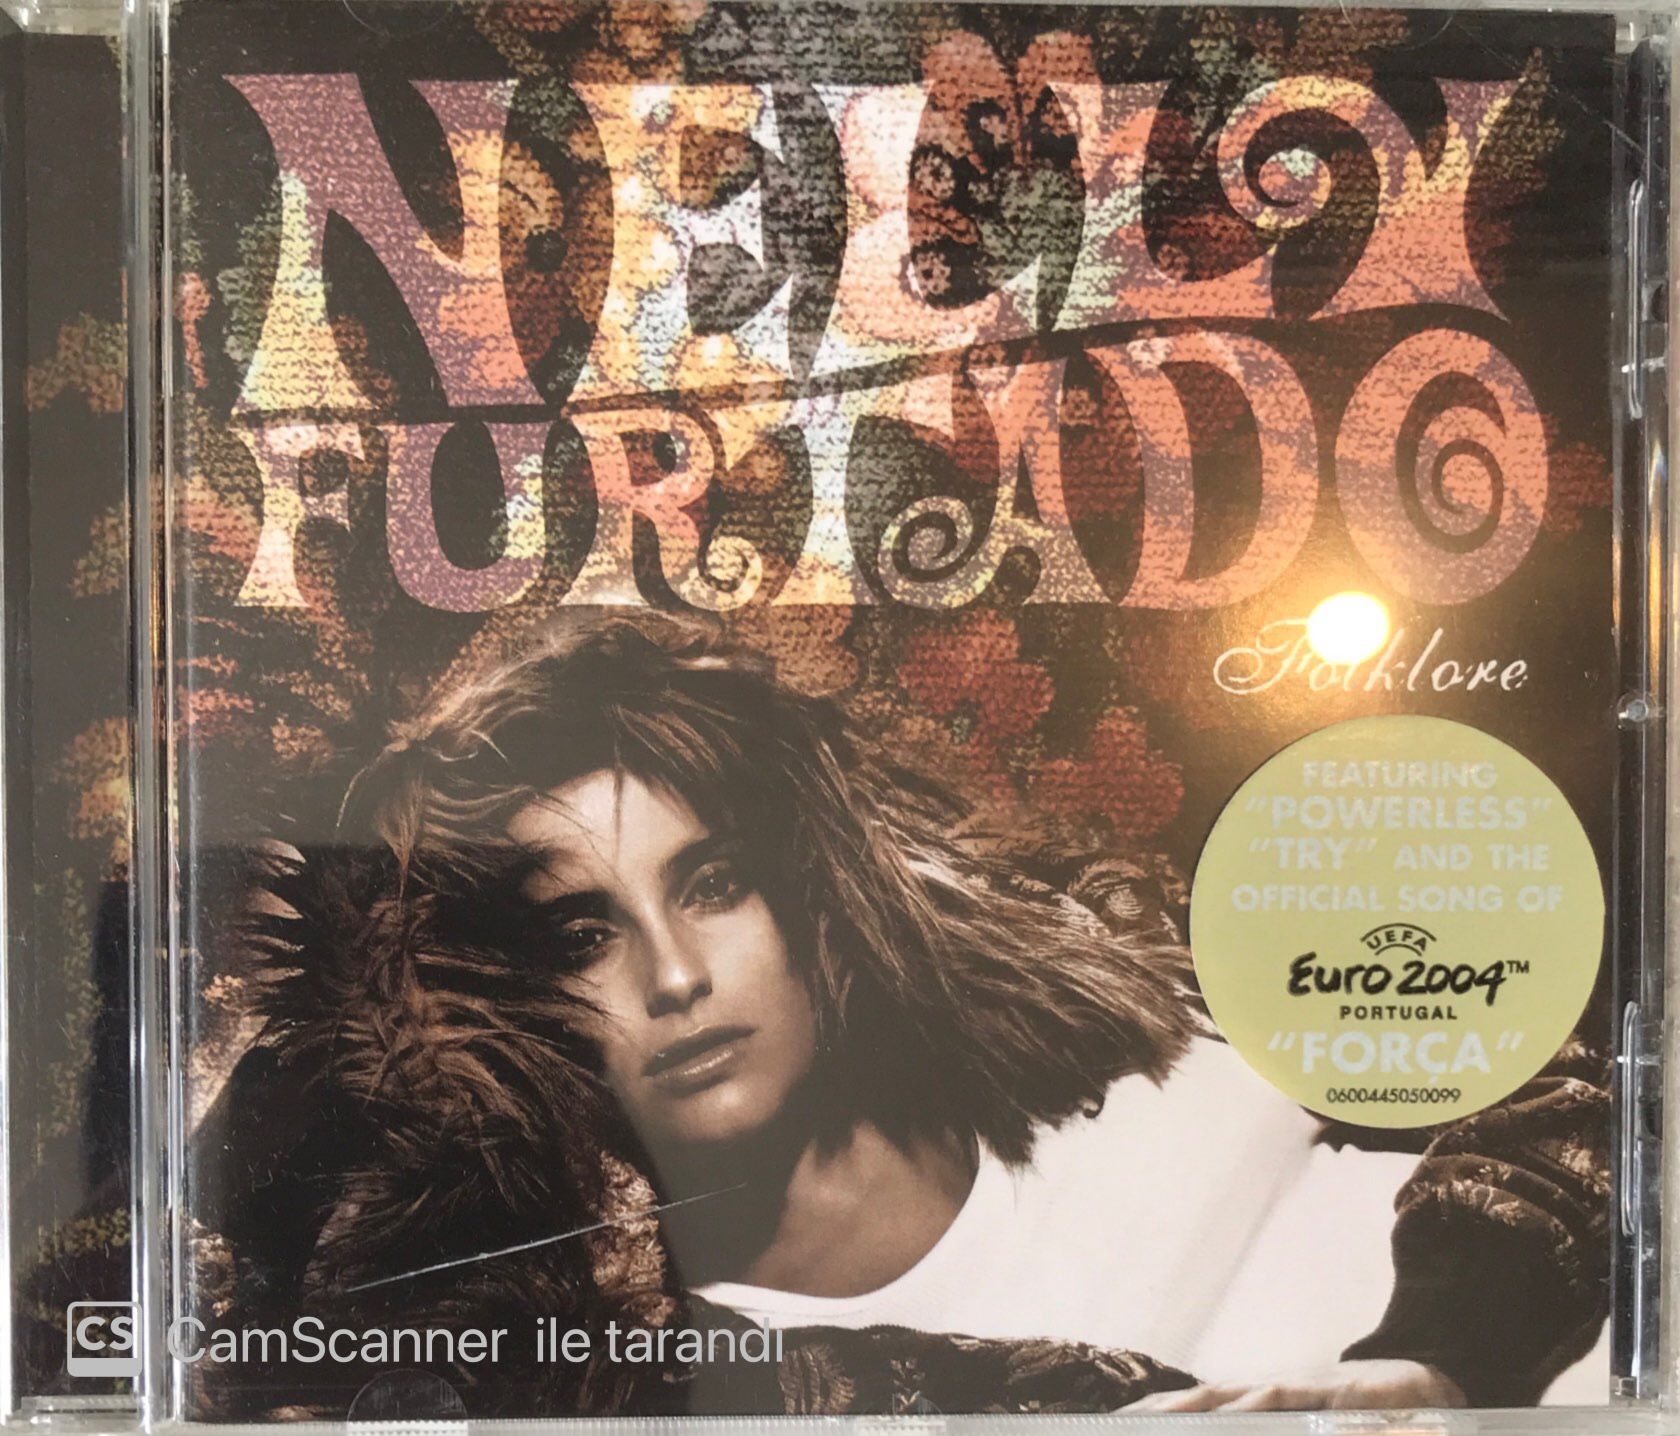 NELLY
FURTADO
Folklore
FEATURING
"POWERLESS"
"TRY" AND THE
OFFICIAL SONG OF
UEFA
Euro 2004™
PORTUGAL
"FORÇA"
0600445050099
CS CamScanner ile tarandı